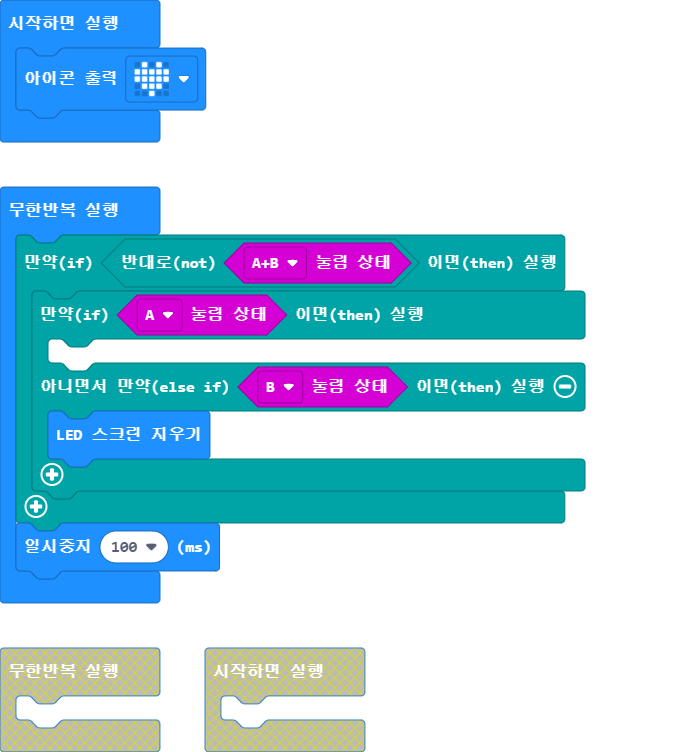 시작하면 실행
아이콘 출력
무한반복 실행
만약(if) 반대로(not) A+B 눌림 상태 이면(then) 실행
만약(if) A 눌림 상태 이면(then) 실행
아니면서 만약(else if) B 눌림 상태 이면(then) 실행
LED 스크린 지우기
일시중지 100 (ms)
무한반복 실행 시작하면 실행